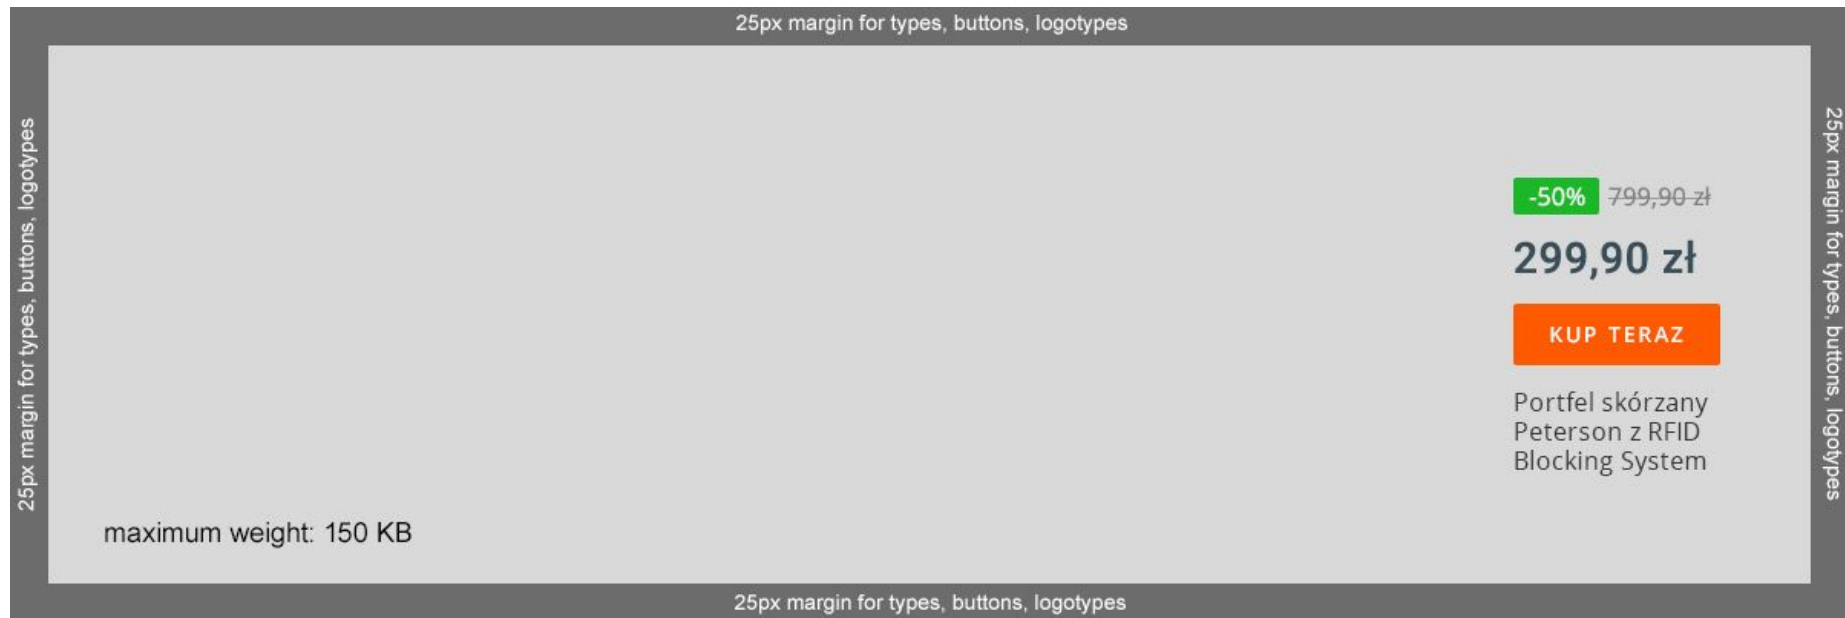 25px margin for types, buttons, logotypes
25px margin for types, buttons, logotypes
25px margin for types, buttons, logotypes
-50% 799,90 zł
299,90 zł
KUP TERAZ
Portfel skórzany
Peterson z RFID
Blocking System
maximum weight: 150 KB
25px margin for types, buttons, logotypes